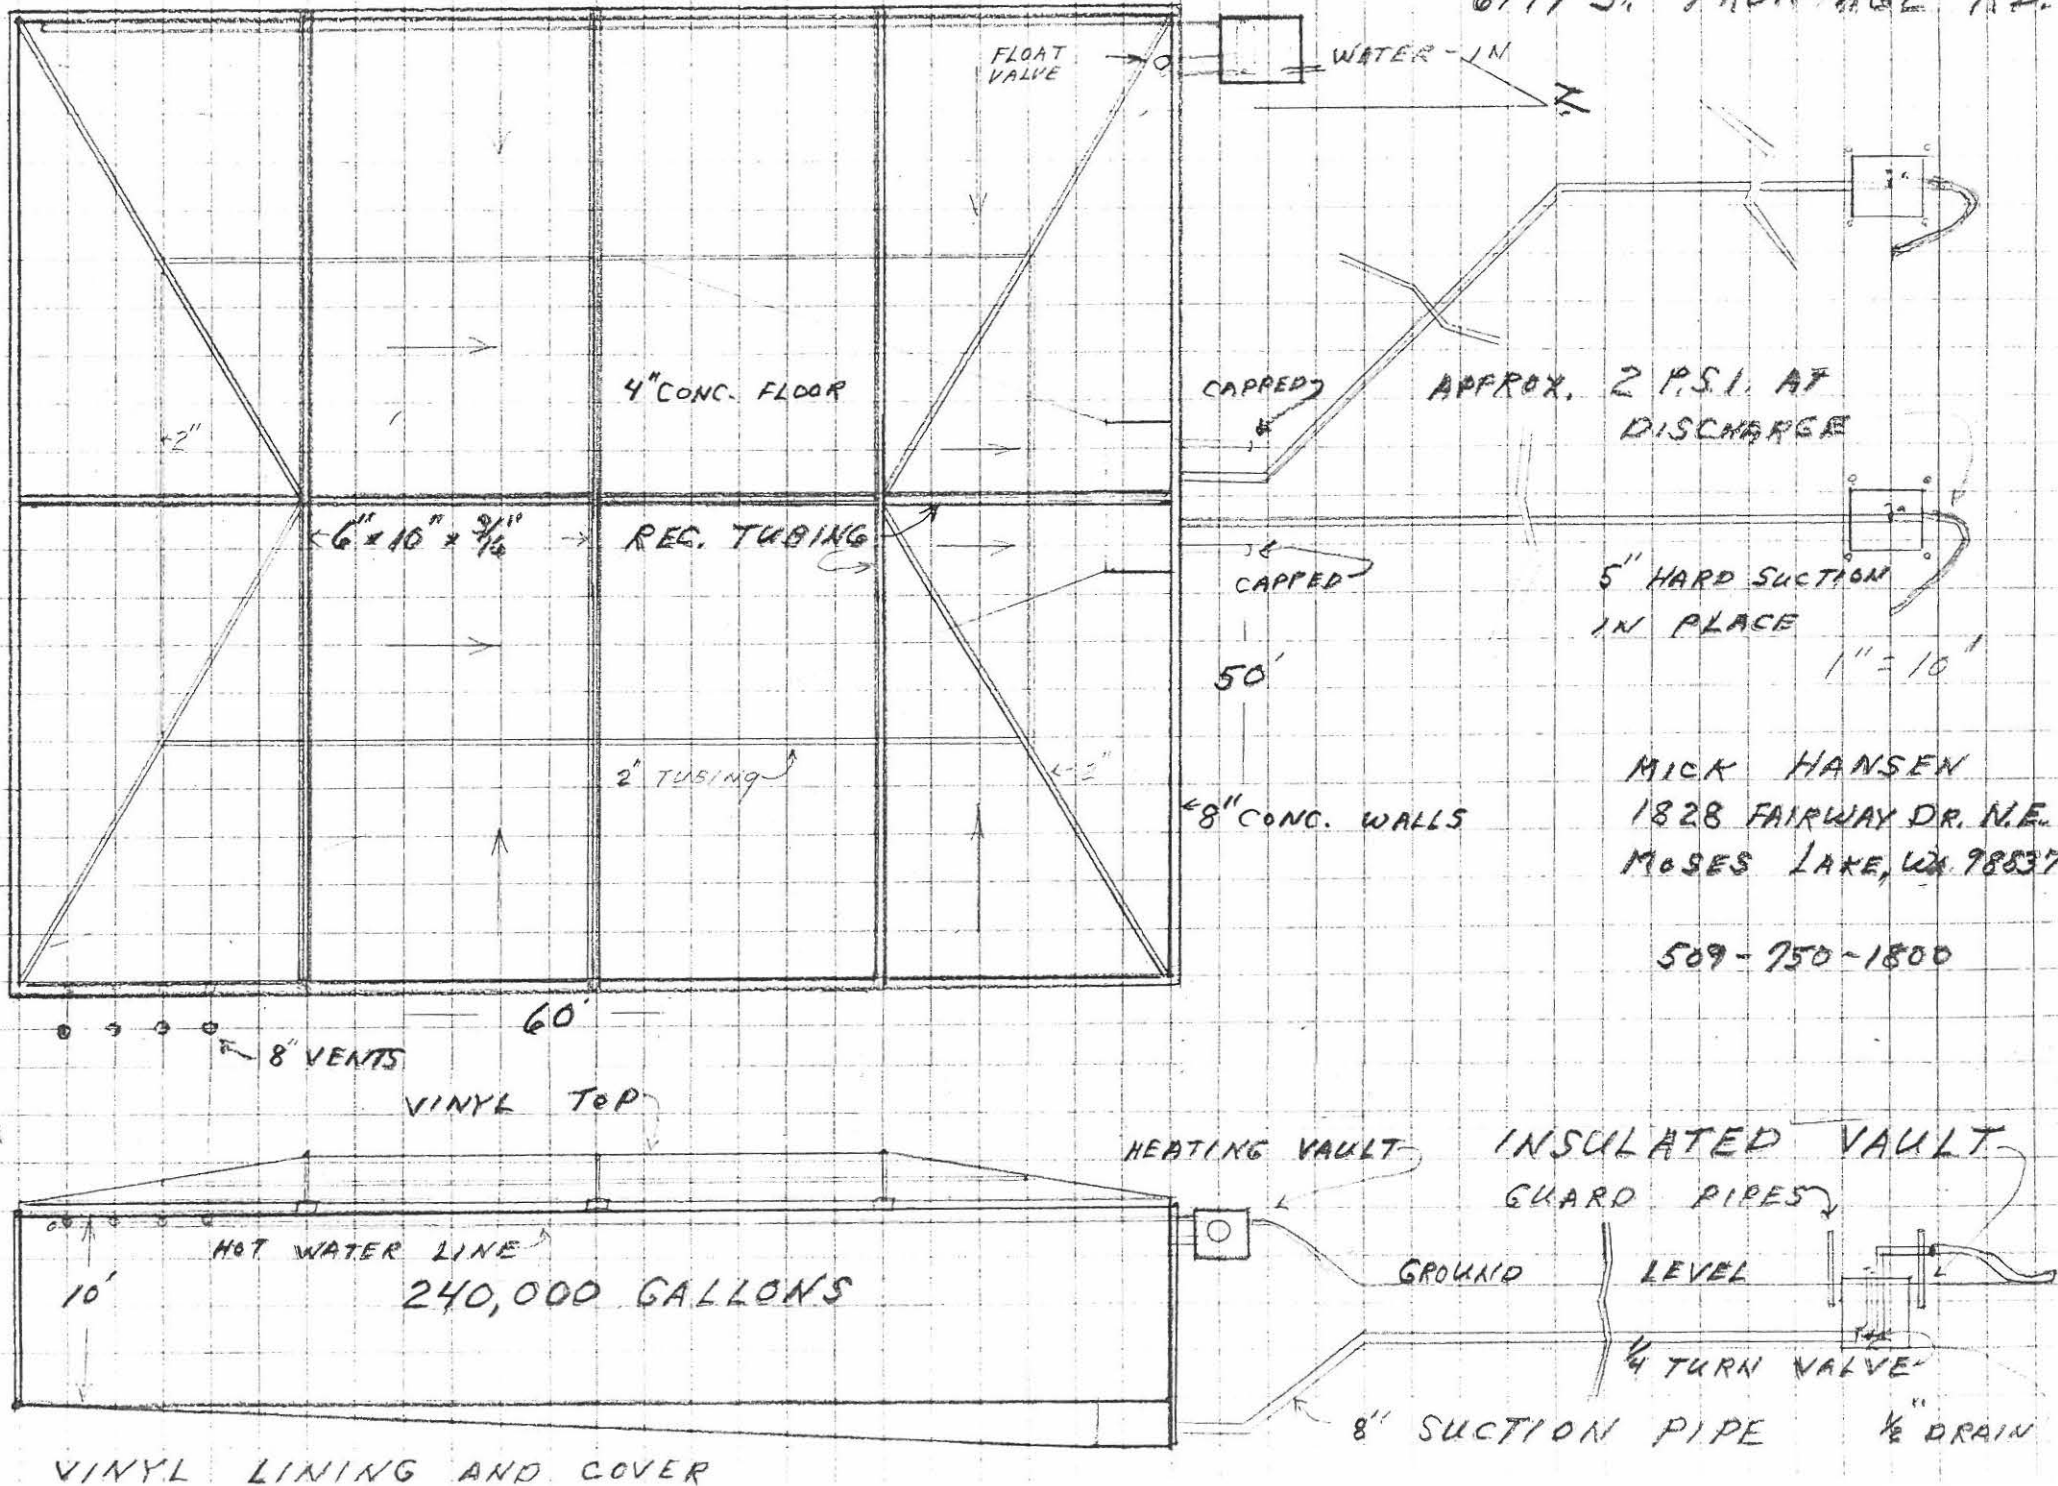 FLOAT
VALVE
WATER-IN
N
4" CONC. FLOOR
2"
CAPPED
APPROX. 2 P.S.I. AT
DISCHARGE
6" x 10" x 3/16"
REC. TUBING
CAPPED
5" HARD SUCTION
IN PLACE
1" = 10'
50'
2" TUBING
2"
8" CONC. WALLS
MICK HANSEN
1828 FAIRWAY DR. N.E.
MOSES LAKE, WA. 98837
509-750-1800
60'
8" VENTS
VINYL TOP
HEATING VAULT
INSULATED VAULT
GUARD PIPES
HOT WATER LINE
GROUND LEVEL
10'
240,000 GALLONS
1/4 TURN VALVE
8" SUCTION PIPE
1/2" DRAIN
VINYL LINING AND COVER